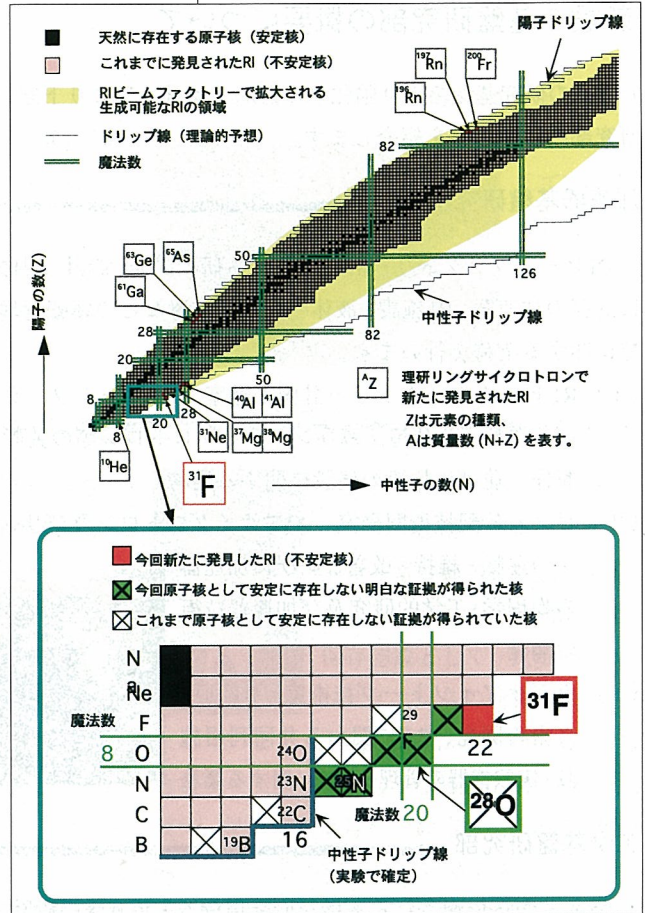 天然に存在する原子核（安定核）
これまでに発見されたRI（不安定核）
RIビームファクトリーで拡大される
生成可能なRIの領域
ドリップ線（理論的予想）
魔法数
陽子ドリップ線
¹⁹⁷Rn
²⁰⁰Fr
¹⁹⁶Rn
82
126
82
50
50
28
28
20
20
8
8
⁶³Ge
⁶⁵As
⁶¹Ga
中性子ドリップ線
陽子の数(Z)
ᴬZ
理研リングサイクロトロンで
新たに発見されたRI
Zは元素の種類、
Aは質量数 (N+Z) を表す。
⁴⁰Al
⁴¹Al
³¹Ne
³⁷Mg
³⁸Mg
¹⁰He
³¹F
中性子の数(N)
今回新たに発見したRI（不安定核）
今回原子核として安定に存在しない明白な証拠が得られた核
これまで原子核として安定に存在しない証拠が得られていた核
Na
Ne
F
O
N
C
B
魔法数
8
²⁹F
³¹F
22
²⁴O
²³N
²⁵N
²²C
¹⁹B
16
魔法数 20
²⁸O
中性子ドリップ線
（実験で確定）